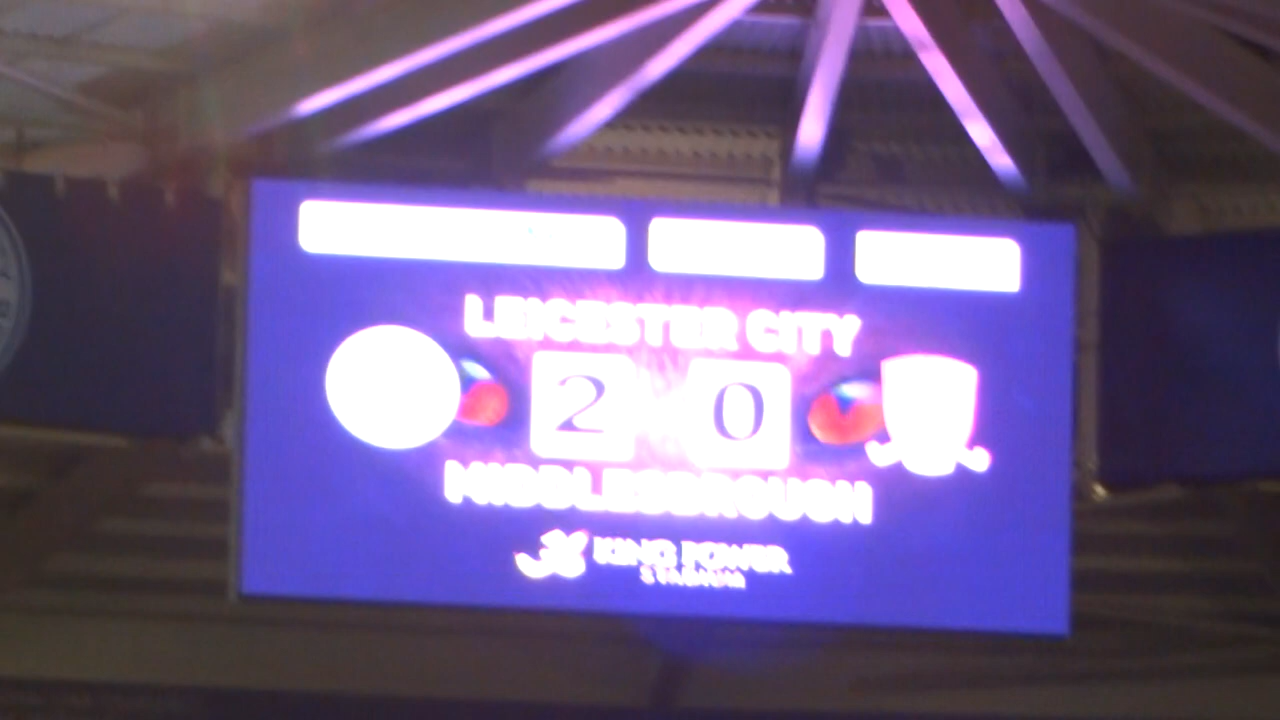 LEICESTER CITY
2 0
MIDDLESBROUGH
KING POWER
STADIUM